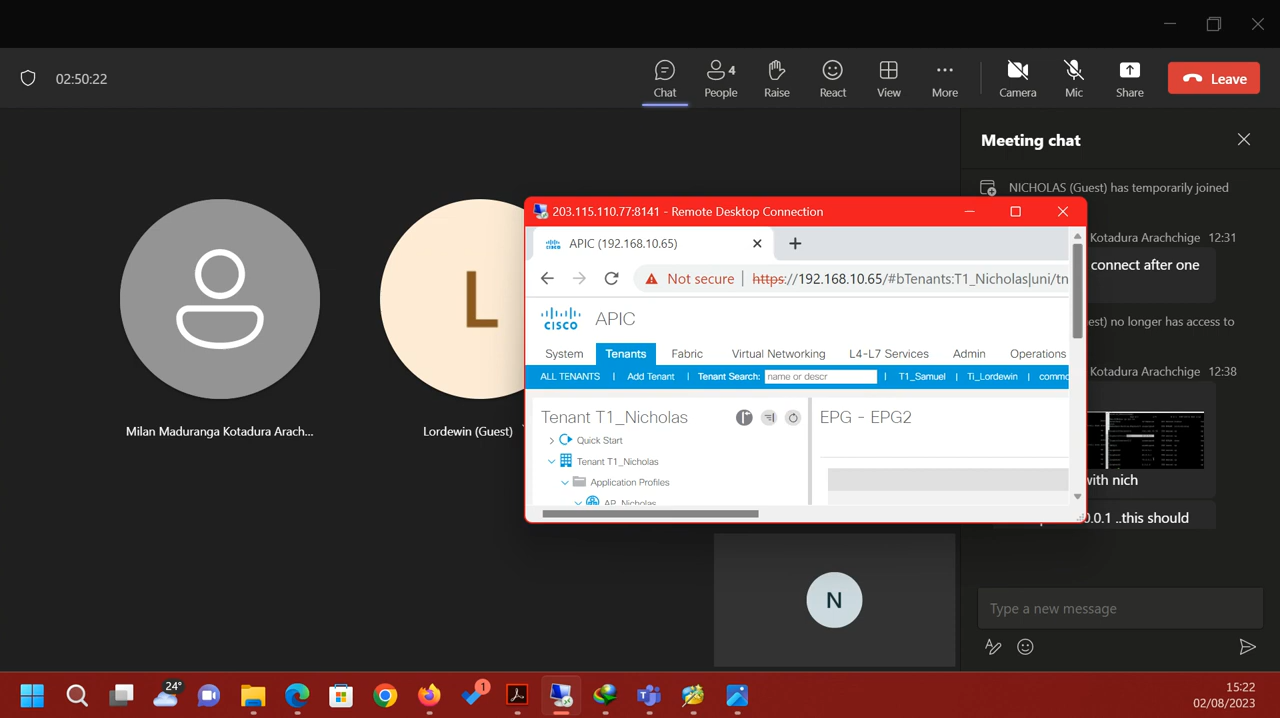 02:50:22
Chat
People
4
Raise
React
View
More
Camera
Mic
Share
Leave
Meeting chat
NICHOLAS (Guest) has temporarily joined
Kotadura Arachchige 12:31
connect after one
no longer has access to
Kotadura Arachchige 12:38
with nich
0.0.1 ..this should
Type a new message
Milan Maduranga Kotadura Arach...
L
Lordewin (Guest)
N
203.115.110.77:8141 - Remote Desktop Connection
APIC (192.168.10.65)
Not secure
https://192.168.10.65/#bTenants:T1_Nicholas|uni/tn
CISCO
APIC
System
Tenants
Fabric
Virtual Networking
L4-L7 Services
Admin
Operations
ALL TENANTS | Add Tenant | Tenant Search: name or descr | T1_Samuel | Ti_Lordewin | commo
Tenant T1_Nicholas
Quick Start
Tenant T1_Nicholas
Application Profiles
AP_Nicholas
EPG - EPG2
24°
1
15:22
02/08/2023